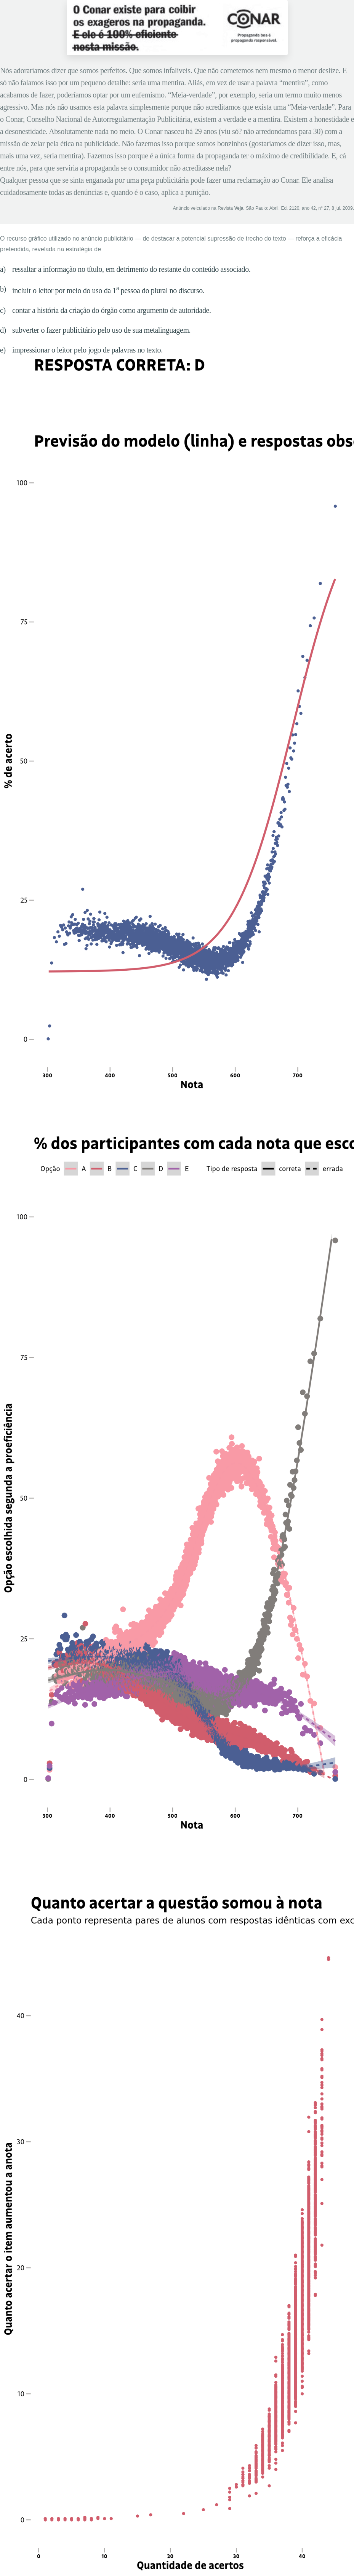 O Conar existe para coibir
os exageros na propaganda.
E ele é 100% eficiente
nesta missão.
CONAR
Propaganda boa é
propaganda responsável.
Nós adoraríamos dizer que somos perfeitos. Que somos infalíveis. Que não cometemos nem mesmo o menor deslize. E
só não falamos isso por um pequeno detalhe: seria uma mentira. Aliás, em vez de usar a palavra “mentira”, como
acabamos de fazer, poderíamos optar por um eufemismo. “Meia-verdade”, por exemplo, seria um termo muito menos
agressivo. Mas nós não usamos esta palavra simplesmente porque não acreditamos que exista uma “Meia-verdade”. Para
o Conar, Conselho Nacional de Autorregulamentação Publicitária, existem a verdade e a mentira. Existem a honestidade e
a desonestidade. Absolutamente nada no meio. O Conar nasceu há 29 anos (viu só? não arredondamos para 30) com a
missão de zelar pela ética na publicidade. Não fazemos isso porque somos bonzinhos (gostaríamos de dizer isso, mas,
mais uma vez, seria mentira). Fazemos isso porque é a única forma da propaganda ter o máximo de credibilidade. E, cá
entre nós, para que serviria a propaganda se o consumidor não acreditasse nela?
Qualquer pessoa que se sinta enganada por uma peça publicitária pode fazer uma reclamação ao Conar. Ele analisa
cuidadosamente todas as denúncias e, quando é o caso, aplica a punição.
Anúncio veiculado na Revista Veja. São Paulo: Abril. Ed. 2120, ano 42, n° 27, 8 jul. 2009.
O recurso gráfico utilizado no anúncio publicitário — de destacar a potencial supressão de trecho do texto — reforça a eficácia
pretendida, revelada na estratégia de
a) ressaltar a informação no título, em detrimento do restante do conteúdo associado.
b) incluir o leitor por meio do uso da 1ª pessoa do plural no discurso.
c) contar a história da criação do órgão como argumento de autoridade.
d) subverter o fazer publicitário pelo uso de sua metalinguagem.
e) impressionar o leitor pelo jogo de palavras no texto.
RESPOSTA CORRETA: D
Previsão do modelo (linha) e respostas obs
100
75
50
25
0
% de acerto
300 400 500 600 700
Nota
% dos participantes com cada nota que esco
Opção A B C D E Tipo de resposta correta errada
100
75
50
25
0
Opção escolhida segunda a proeficiência
300 400 500 600 700
Nota
Quanto acertar a questão somou à nota
Cada ponto representa pares de alunos com respostas idênticas com exc
40
30
20
10
0
Quanto acertar o item aumentou a anota
0 10 20 30 40
Quantidade de acertos